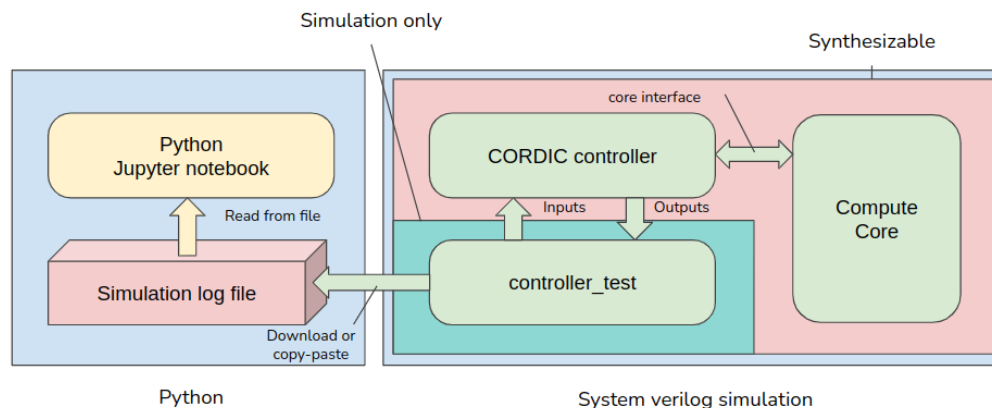 Simulation only
Synthesizable
core interface
Python
Jupyter notebook
CORDIC controller
Read from file
Inputs
Outputs
Compute
Core
Simulation log file
controller_test
Download or
copy-paste
Python
System verilog simulation